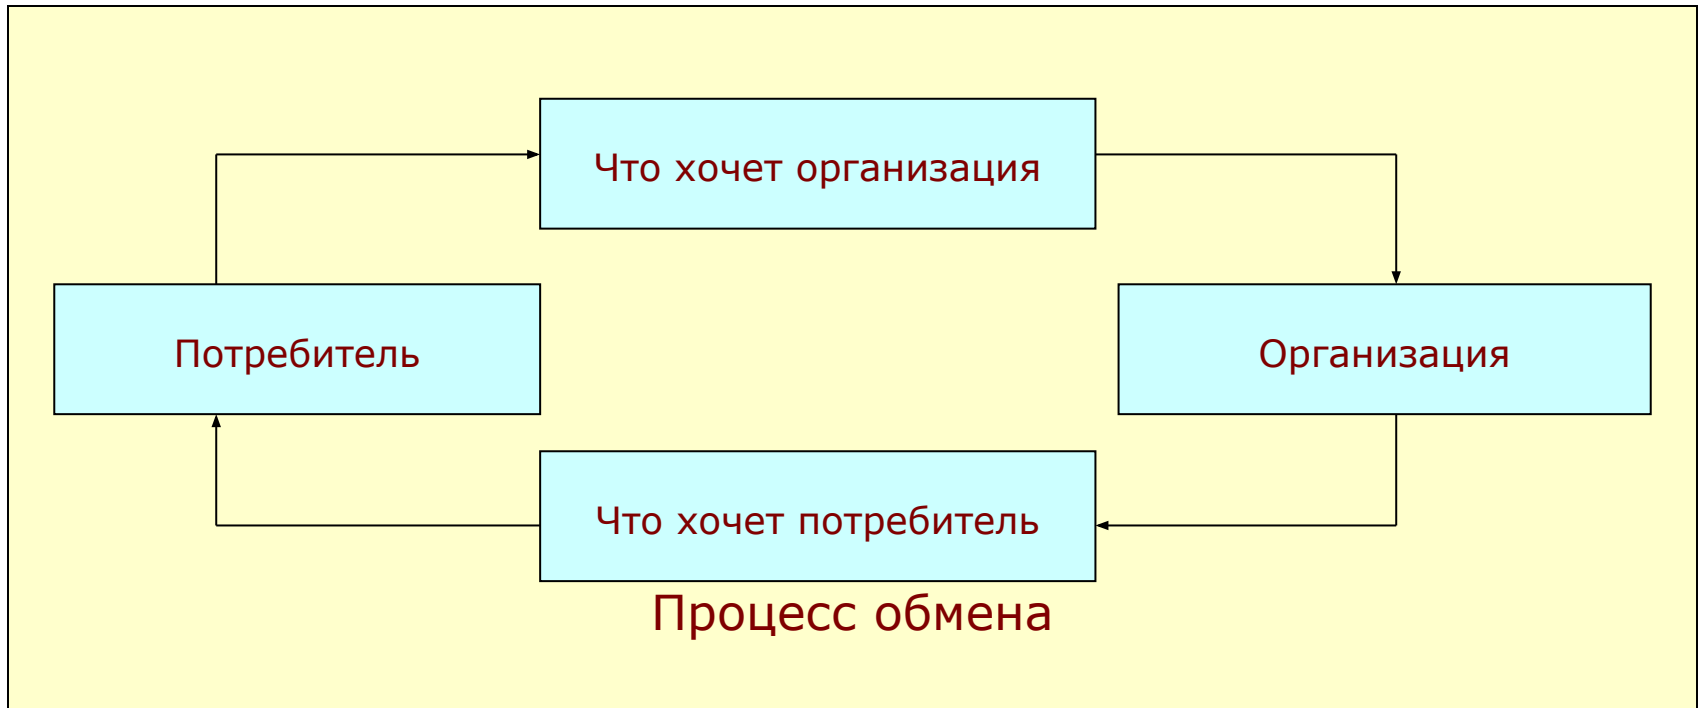 Что хочет организация
Потребитель
Организация
Что хочет потребитель
Процесс обмена